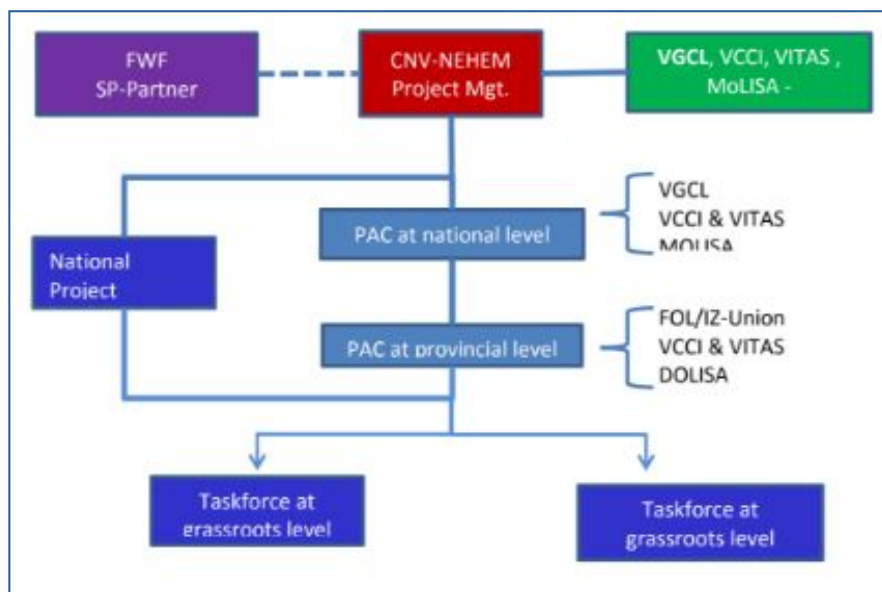 FWF
SP-Partner
CNV-NEHEM
Project Mgt.
VGCL, VCCI, VITAS ,
MoLISA -
PAC at national level
VGCL
VCCI & VITAS
MOLISA
National
Project
PAC at provincial level
FOL/IZ-Union
VCCI & VITAS
DOLISA
Taskforce at
grassroots level
Taskforce at
grassroots level